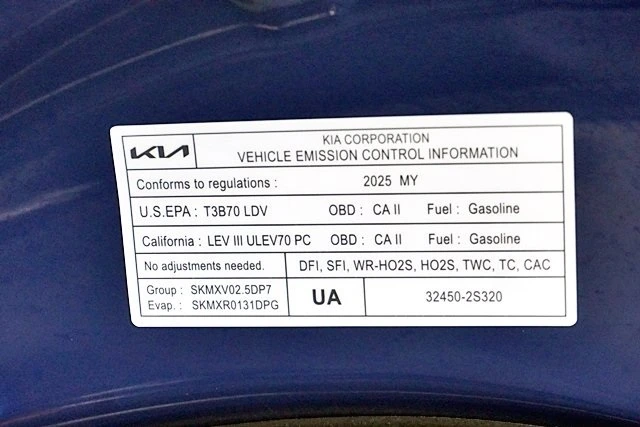 KIA
KIA CORPORATION
VEHICLE EMISSION CONTROL INFORMATION
Conforms to regulations : 2025 MY
U.S.EPA : T3B70 LDV OBD : CA II Fuel : Gasoline
California : LEV III ULEV70 PC OBD : CA II Fuel : Gasoline
No adjustments needed. DFI, SFI, WR-HO2S, HO2S, TWC, TC, CAC
Group : SKMXV02.5DP7
Evap. : SKMXR0131DPG
UA
32450-2S320